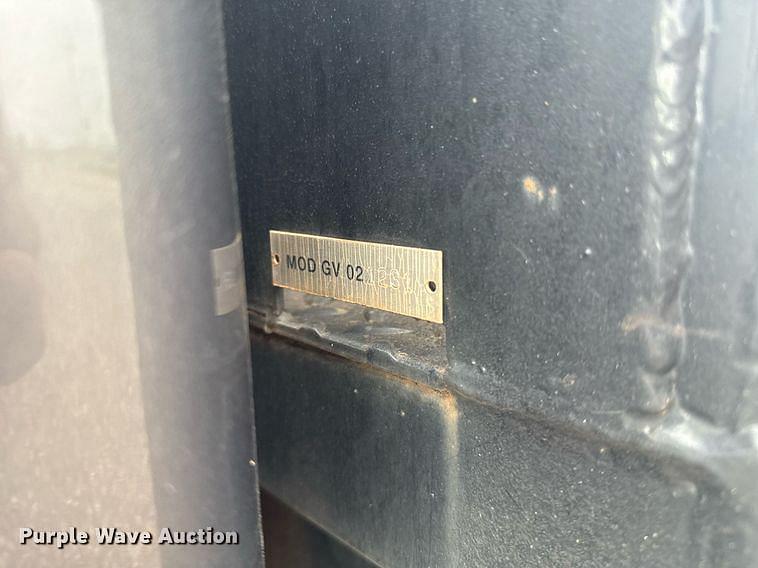 MOD GV 02
Purple Wave Auction